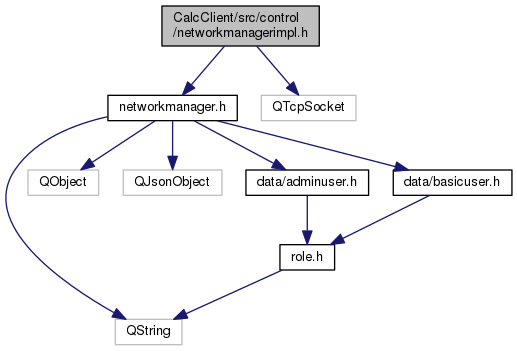 CalcClient/src/control
/networkmanagerimpl.h
networkmanager.h
QTcpSocket
QObject
QJsonObject
data/adminuser.h
data/basicuser.h
role.h
QString